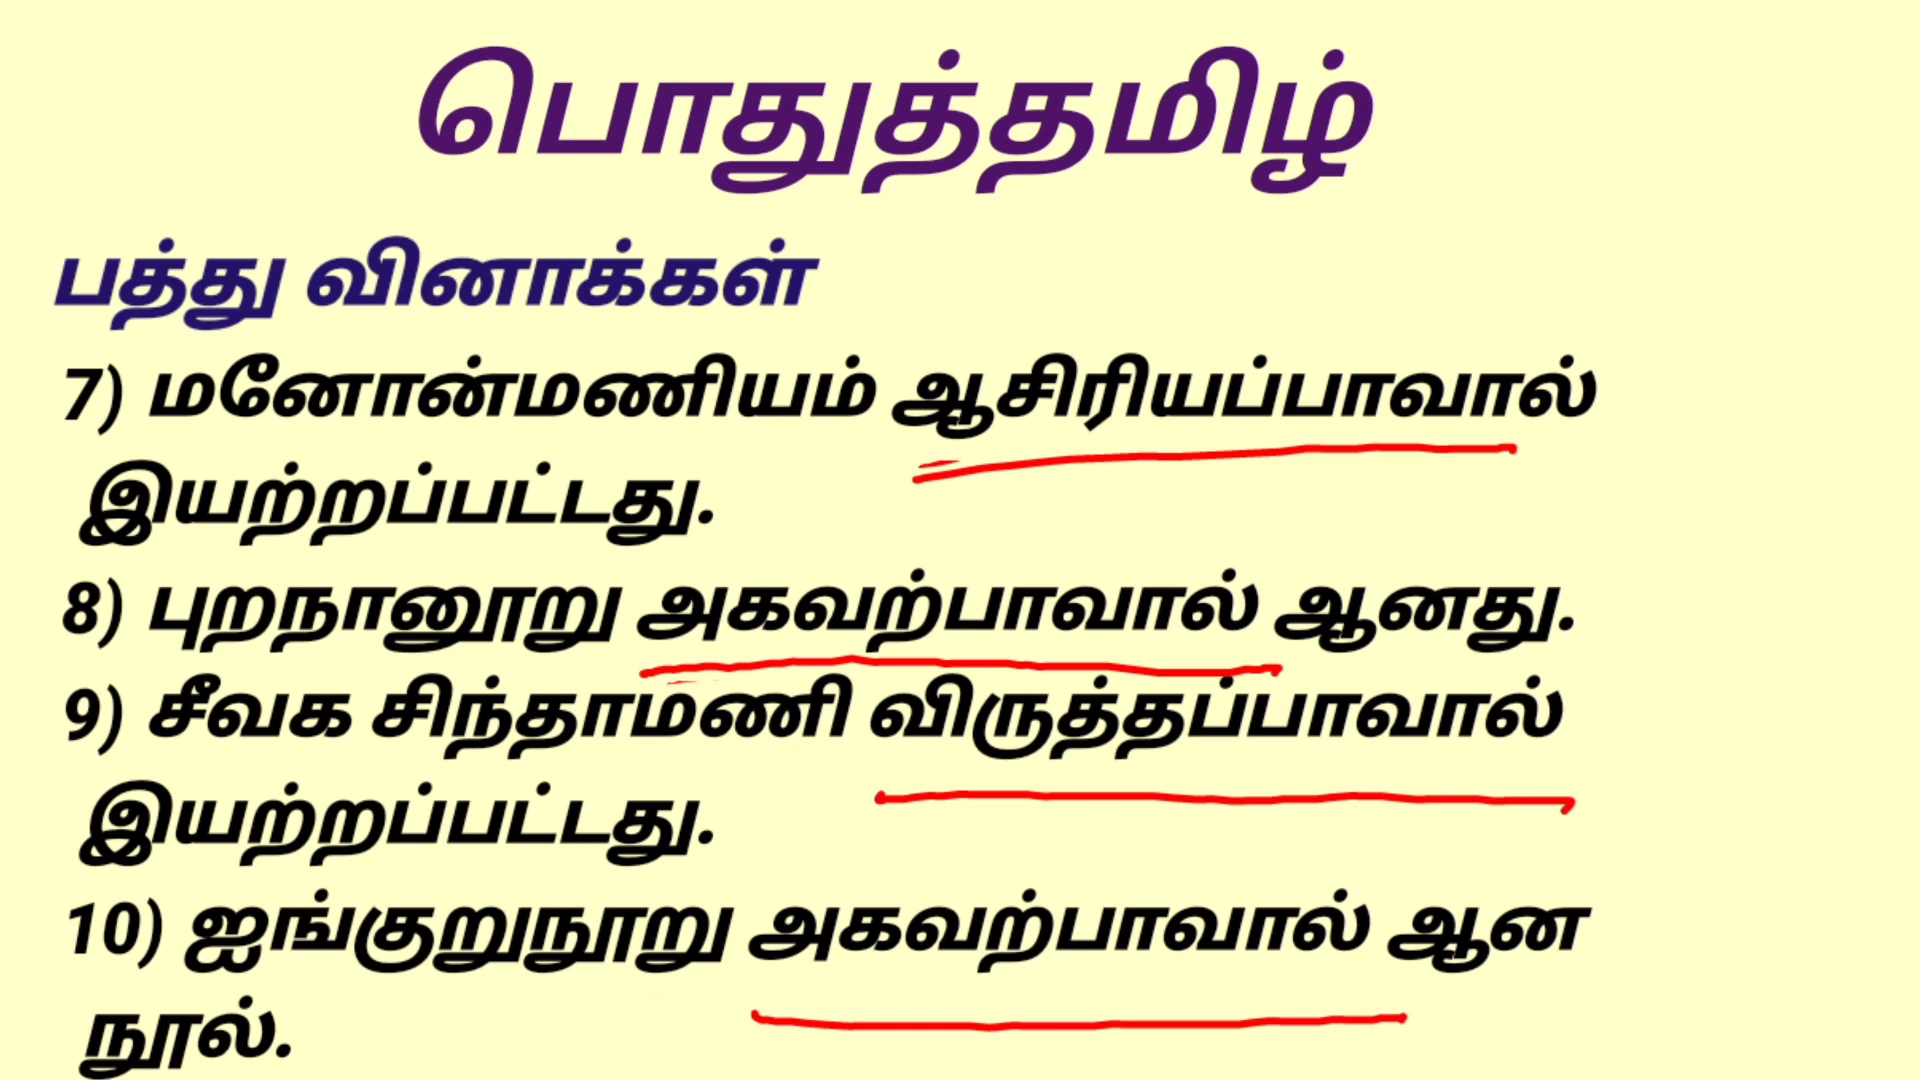 பொதுத்தமிழ்
பத்து வினாக்கள்
7) மனோன்மணியம் ஆசிரியப்பாவால்
இயற்றப்பட்டது.
8) புறநானூறு அகவற்பாவால் ஆனது.
9) சீவக சிந்தாமணி விருத்தப்பாவால்
இயற்றப்பட்டது.
10) ஐங்குறுநூறு அகவற்பாவால் ஆன
நூல்.